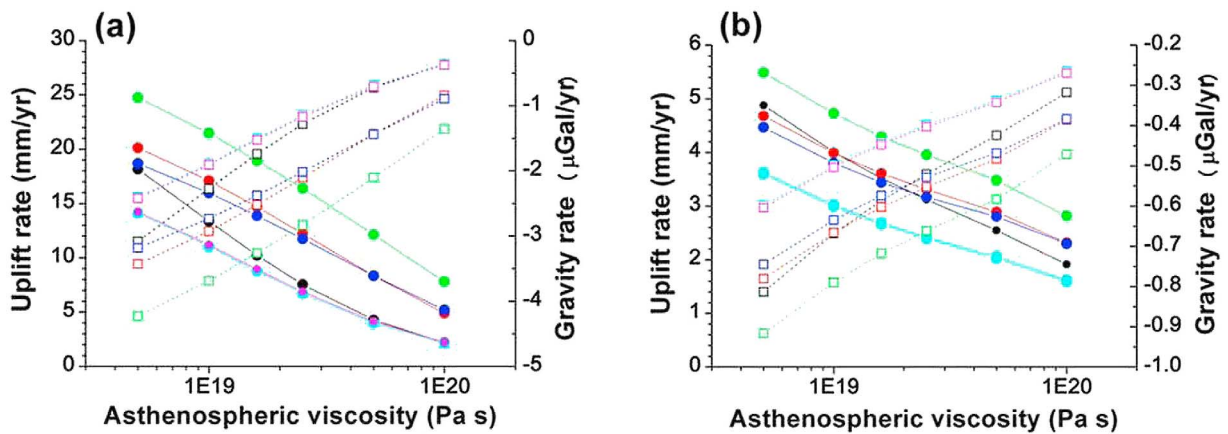 (a)
30
25
20
15
10
5
0
Uplift rate (mm/yr)
0
-1
-2
-3
-4
-5
Gravity rate ( μGal/yr)
1E19
1E20
Asthenospheric viscosity (Pa s)
(b)
6
5
4
3
2
1
0
Uplift rate (mm/yr)
-0.2
-0.3
-0.4
-0.5
-0.6
-0.7
-0.8
-0.9
-1.0
Gravity rate ( μGal/yr)
1E19
1E20
Asthenospheric viscosity (Pa s)